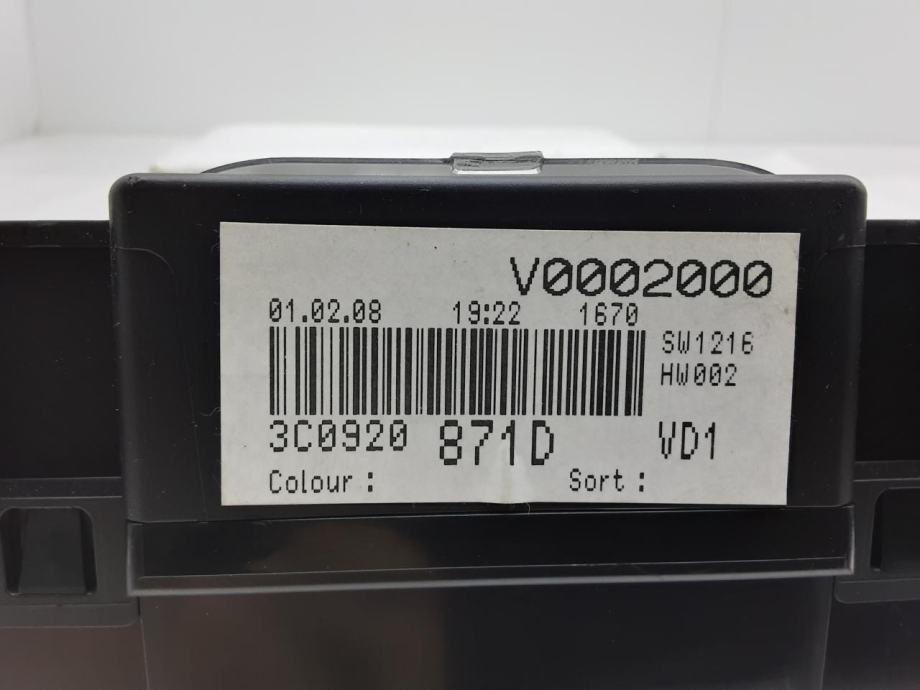 V0002000
01.02.08 19:22 1670
SW1216
HW002
3C0920 871D VD1
Colour : Sort :